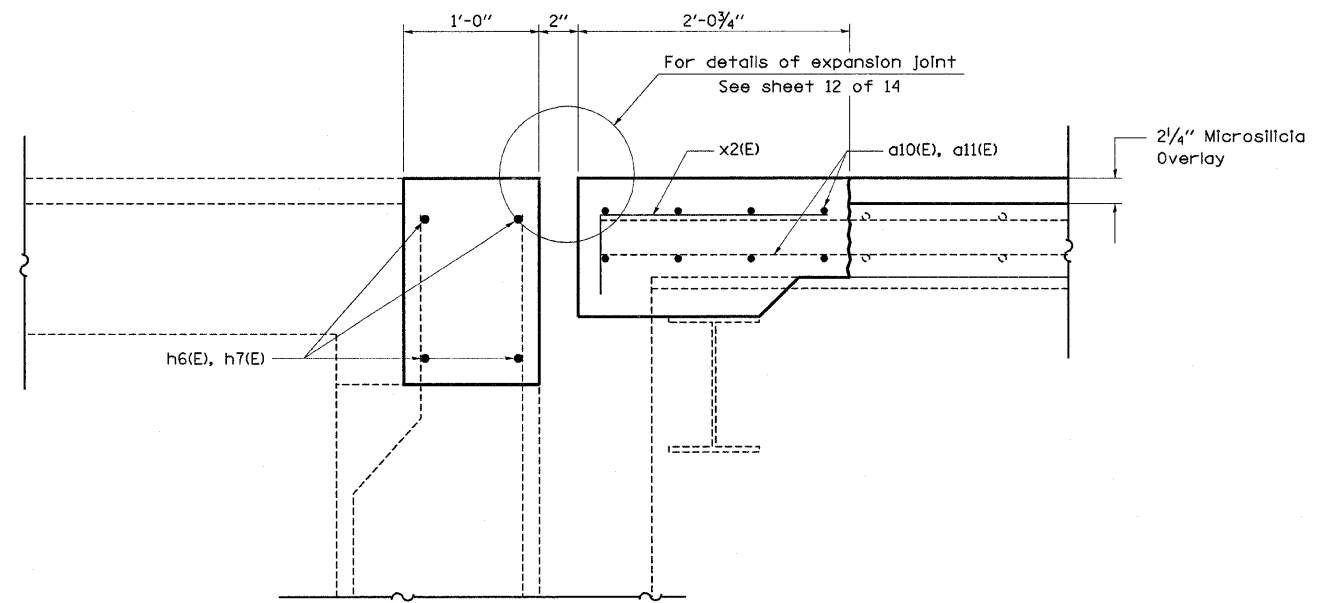 1'-0" 2" 2'-0¾"
For details of expansion joint
See sheet 12 of 14
x2(E)
a10(E), a11(E)
2¼" Microsilicia
Overlay
h6(E), h7(E)